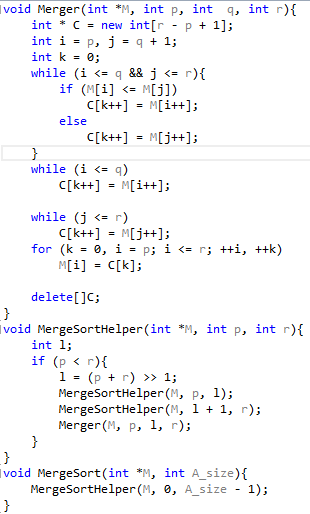 void Merger(int *M, int p, int  q, int r){
    int * C = new int[r - p + 1];
    int i = p, j = q + 1;
    int k = 0;
    while (i <= q && j <= r){
        if (M[i] <= M[j])
            C[k++] = M[i++];
        else
            C[k++] = M[j++];
    }
    while (i <= q)
        C[k++] = M[i++];

    while (j <= r)
        C[k++] = M[j++];
    for (k = 0, i = p; i <= r; ++i, ++k)
        M[i] = C[k];

    delete[]C;
}
void MergeSortHelper(int *M, int p, int r){
    int l;
    if (p < r){
        l = (p + r) >> 1;
        MergeSortHelper(M, p, l);
        MergeSortHelper(M, l + 1, r);
        Merger(M, p, l, r);
    }
}
void MergeSort(int *M, int A_size){
    MergeSortHelper(M, 0, A_size - 1);
}